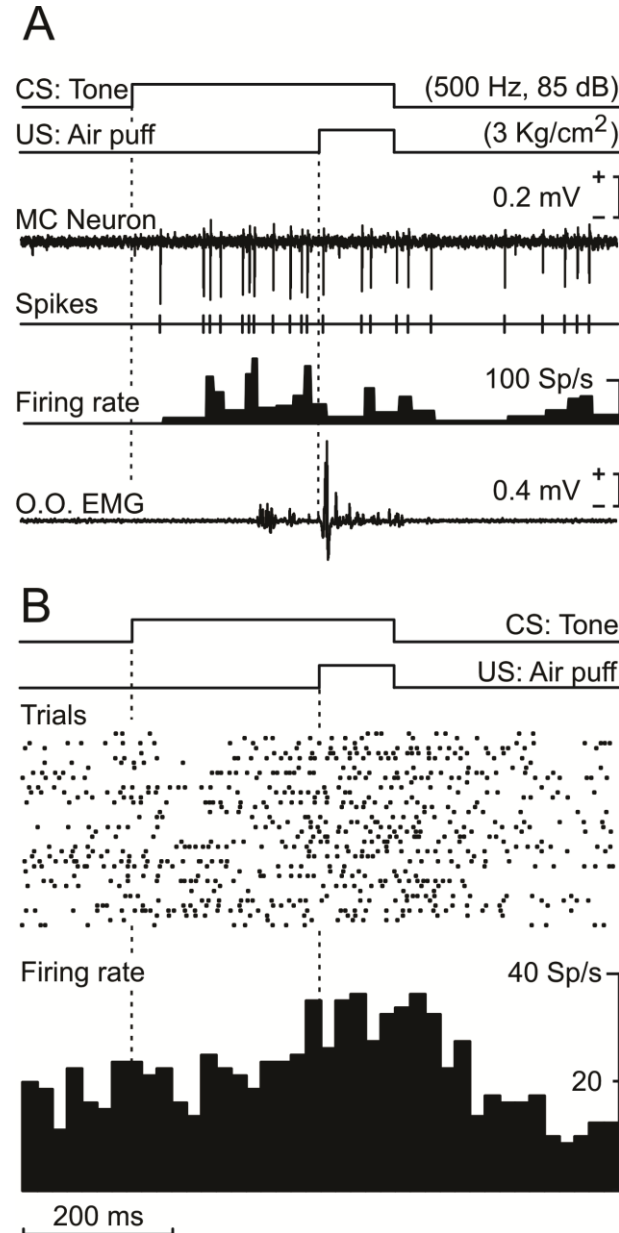 A
CS: Tone (500 Hz, 85 dB)
US: Air puff (3 Kg/cm²)
+
0.2 mV
−
MC Neuron
Spikes
100 Sp/s
Firing rate
+
0.4 mV
−
O.O. EMG
B
CS: Tone
US: Air puff
Trials
Firing rate 40 Sp/s
20
200 ms